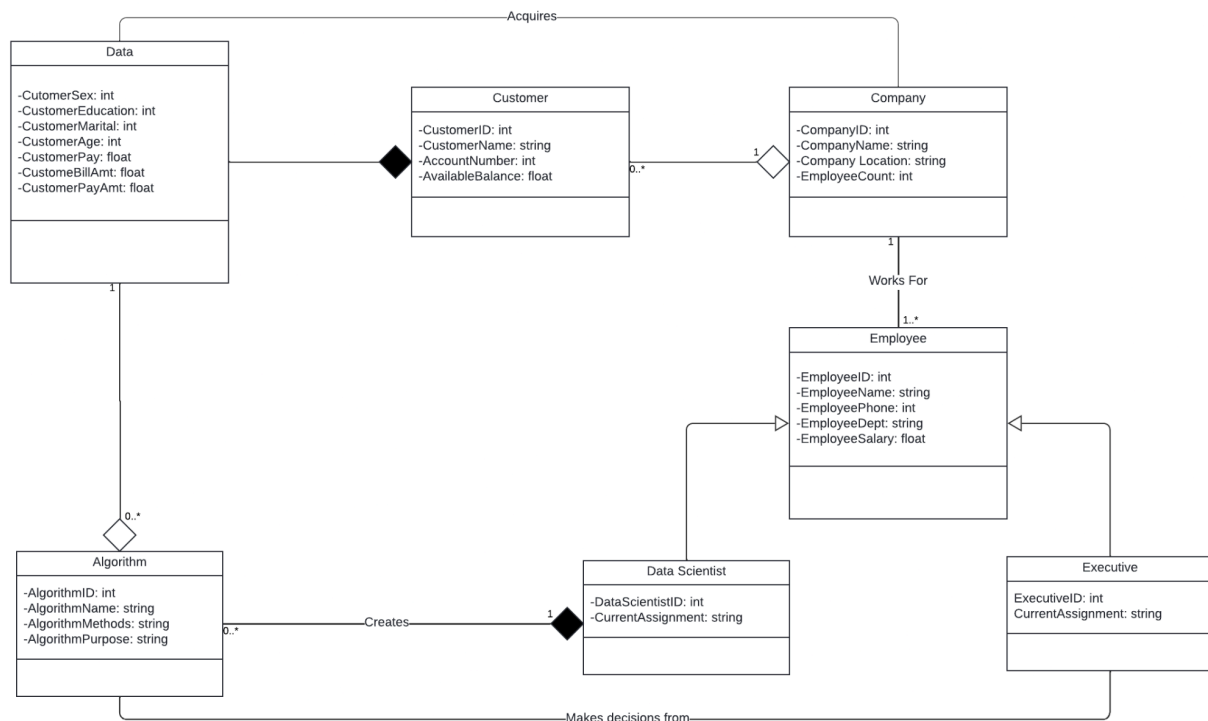 Acquires
Data
-CutomerSex: int
-CustomerEducation: int
-CustomerMarital: int
-CustomerAge: int
-CustomerPay: float
-CustomeBillAmt: float
-CustomerPayAmt: float
1
Customer
-CustomerID: int
-CustomerName: string
-AccountNumber: int
-AvailableBalance: float
0..*
1
Company
-CompanyID: int
-CompanyName: string
-Company Location: string
-EmployeeCount: int
1
Works For
1..*
Employee
-EmployeeID: int
-EmployeeName: string
-EmployeePhone: int
-EmployeeDept: string
-EmployeeSalary: float
0..*
Algorithm
-AlgorithmID: int
-AlgorithmName: string
-AlgorithmMethods: string
-AlgorithmPurpose: string
0..*
Creates
1
Data Scientist
-DataScientistID: int
-CurrentAssignment: string
Executive
ExecutiveID: int
CurrentAssignment: string
Makes decisions from